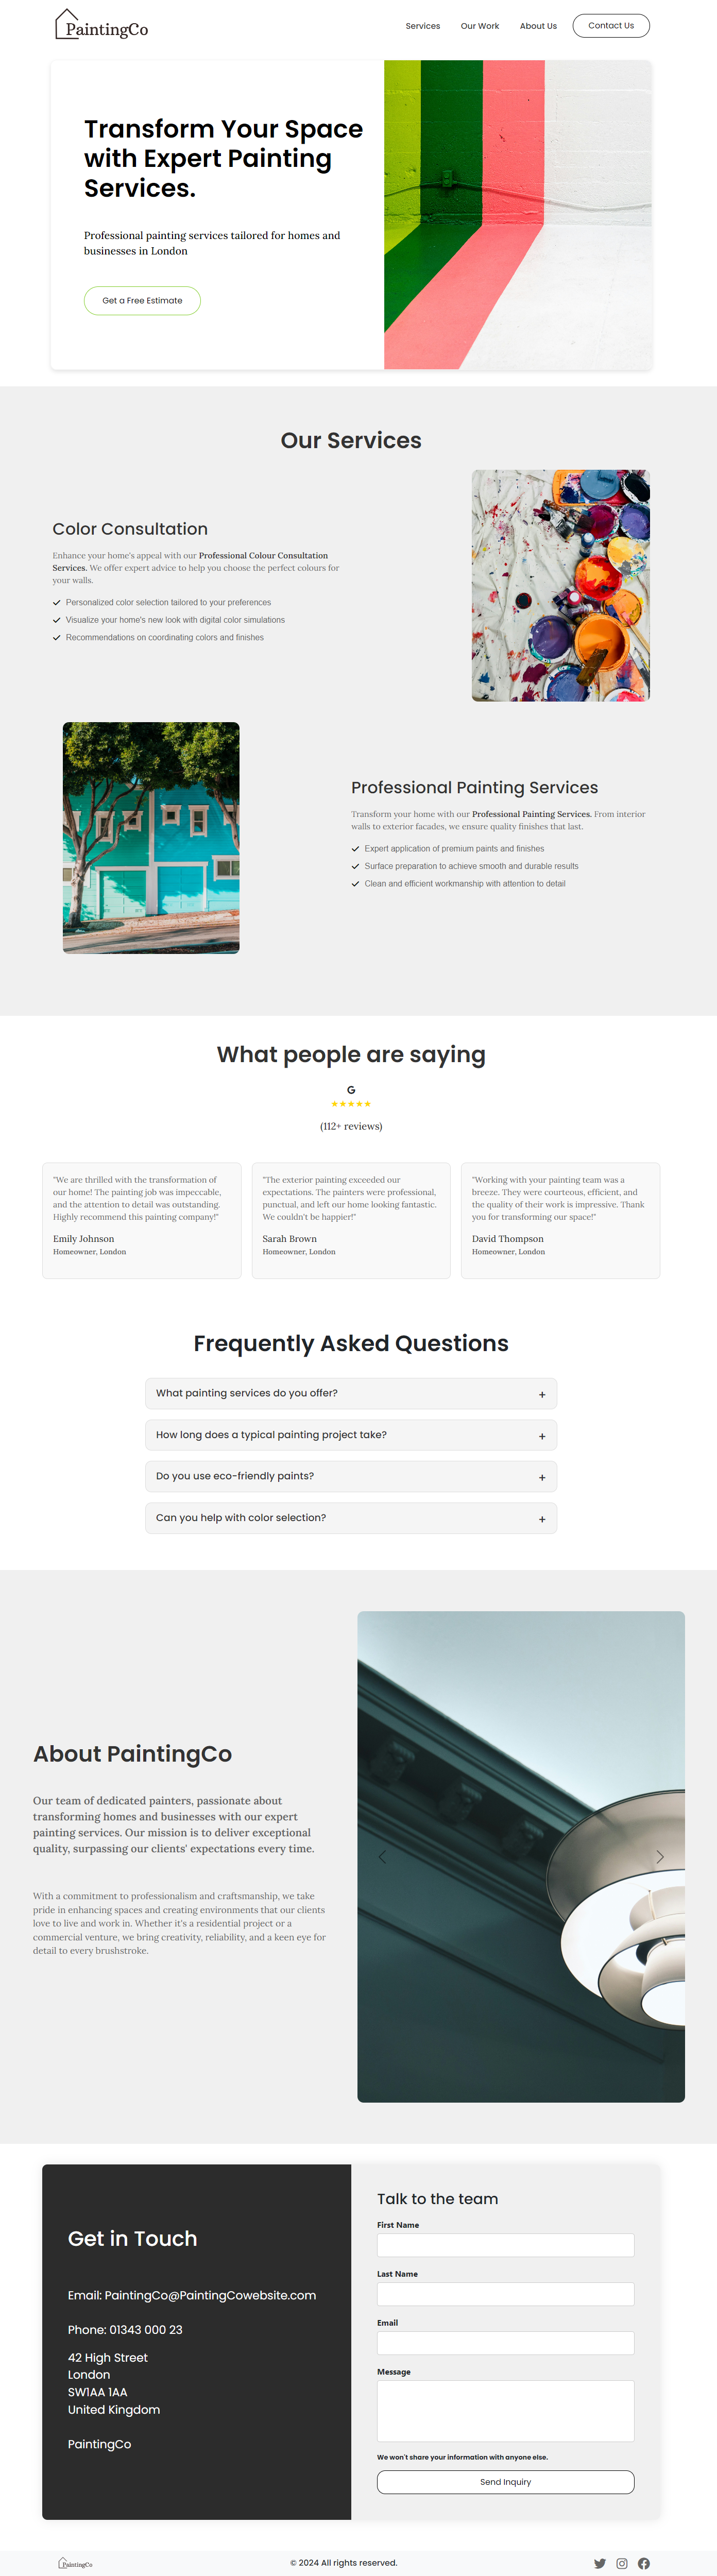 PaintingCo
Services
Our Work
About Us
Contact Us
Transform Your Space
with Expert Painting
Services.
Professional painting services tailored for homes and
businesses in London
Get a Free Estimate
Our Services
Color Consultation
Enhance your home's appeal with our Professional Colour Consultation
Services. We offer expert advice to help you choose the perfect colours for
your walls.
Personalized color selection tailored to your preferences
Visualize your home's new look with digital color simulations
Recommendations on coordinating colors and finishes
Professional Painting Services
Transform your home with our Professional Painting Services. From interior
walls to exterior facades, we ensure quality finishes that last.
Expert application of premium paints and finishes
Surface preparation to achieve smooth and durable results
Clean and efficient workmanship with attention to detail
What people are saying
G
★★★★★
(112+ reviews)
"We are thrilled with the transformation of
our home! The painting job was impeccable,
and the attention to detail was outstanding.
Highly recommend this painting company!"
Emily Johnson
Homeowner, London
"The exterior painting exceeded our
expectations. The painters were professional,
punctual, and left our home looking fantastic.
We couldn't be happier!"
Sarah Brown
Homeowner, London
"Working with your painting team was a
breeze. They were courteous, efficient, and
the quality of their work is impressive. Thank
you for transforming our space!"
David Thompson
Homeowner, London
Frequently Asked Questions
What painting services do you offer? +
How long does a typical painting project take? +
Do you use eco-friendly paints? +
Can you help with color selection? +
About PaintingCo
Our team of dedicated painters, passionate about
transforming homes and businesses with our expert
painting services. Our mission is to deliver exceptional
quality, surpassing our clients' expectations every time.
With a commitment to professionalism and craftsmanship, we take
pride in enhancing spaces and creating environments that our clients
love to live and work in. Whether it's a residential project or a
commercial venture, we bring creativity, reliability, and a keen eye for
detail to every brushstroke.
Get in Touch
Email: PaintingCo@PaintingCowebsite.com
Phone: 01343 000 23
42 High Street
London
SW1AA 1AA
United Kingdom
PaintingCo
Talk to the team
First Name
Last Name
Email
Message
We won't share your information with anyone else.
Send Inquiry
PaintingCo
© 2024 All rights reserved.